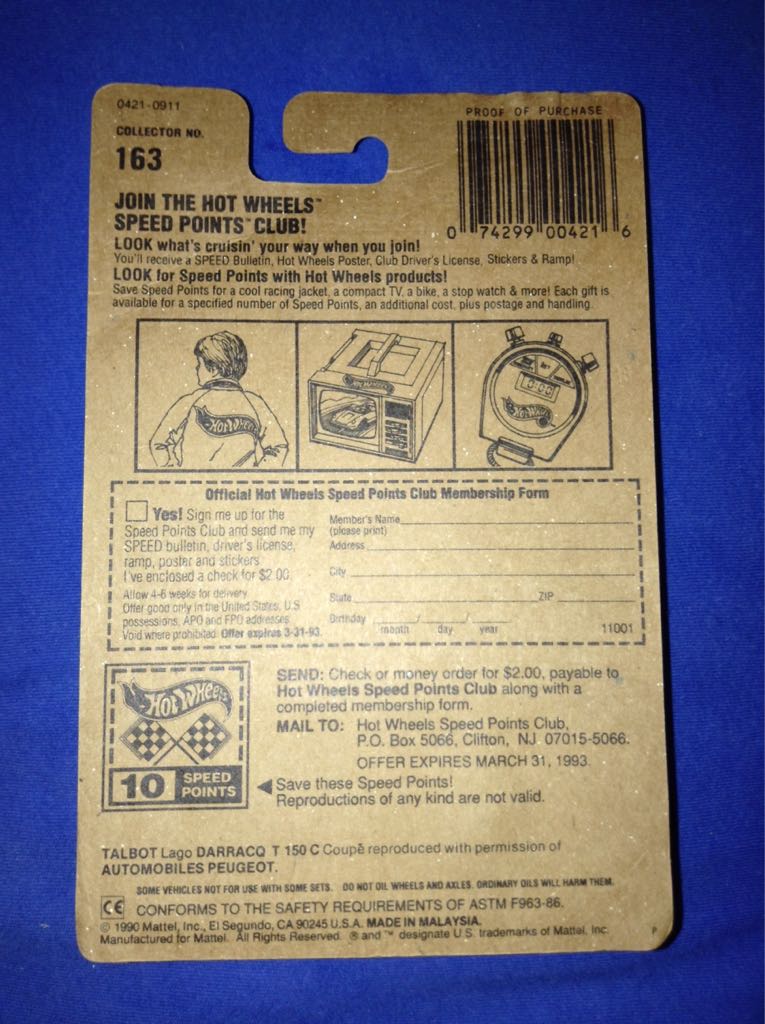 0421-0911
COLLECTOR NO.
163
PROOF OF PURCHASE
0 74299 00421 6
JOIN THE HOT WHEELS™
SPEED POINTS™ CLUB!
LOOK what's cruisin' your way when you join!
You'll receive a SPEED Bulletin, Hot Wheels Poster, Club Driver's License, Stickers & Ramp!
LOOK for Speed Points with Hot Wheels products!
Save Speed Points for a cool racing jacket, a compact TV, a bike, a stop watch & more! Each gift is
available for a specified number of Speed Points, an additional cost, plus postage and handling.
HOT WHEELS
HOT WHEELS
HOT WHEELS
Official Hot Wheels Speed Points Club Membership Form
Yes! Sign me up for the
Speed Points Club and send me my
SPEED bulletin, driver's license,
ramp, poster and stickers.
I've enclosed a check for $2.00.
Allow 4-6 weeks for delivery.
Offer good only in the United States, U.S.
possessions, APO and FPO addresses.
Void where prohibited. Offer expires 3-31-93.
Member's Name
(please print)
Address
City
State ZIP
Birthday / /
month day year
11001
HOT WHEELS
10 SPEED POINTS
SEND: Check or money order for $2.00, payable to
Hot Wheels Speed Points Club along with a
completed membership form.
MAIL TO: Hot Wheels Speed Points Club,
P.O. Box 5066, Clifton, NJ 07015-5066.
OFFER EXPIRES MARCH 31, 1993.
Save these Speed Points!
Reproductions of any kind are not valid.
TALBOT Lago DARRACQ T 150 C Coupê reproduced with permission of
AUTOMOBILES PEUGEOT.
SOME VEHICLES NOT FOR USE WITH SOME SETS. DO NOT OIL WHEELS AND AXLES. ORDINARY OILS WILL HARM THEM.
CE CONFORMS TO THE SAFETY REQUIREMENTS OF ASTM F963-86.
© 1990 Mattel, Inc., El Segundo, CA 90245 U.S.A. MADE IN MALAYSIA.
Manufactured for Mattel. All Rights Reserved. ® and ™ designate U.S. trademarks of Mattel, Inc.
P